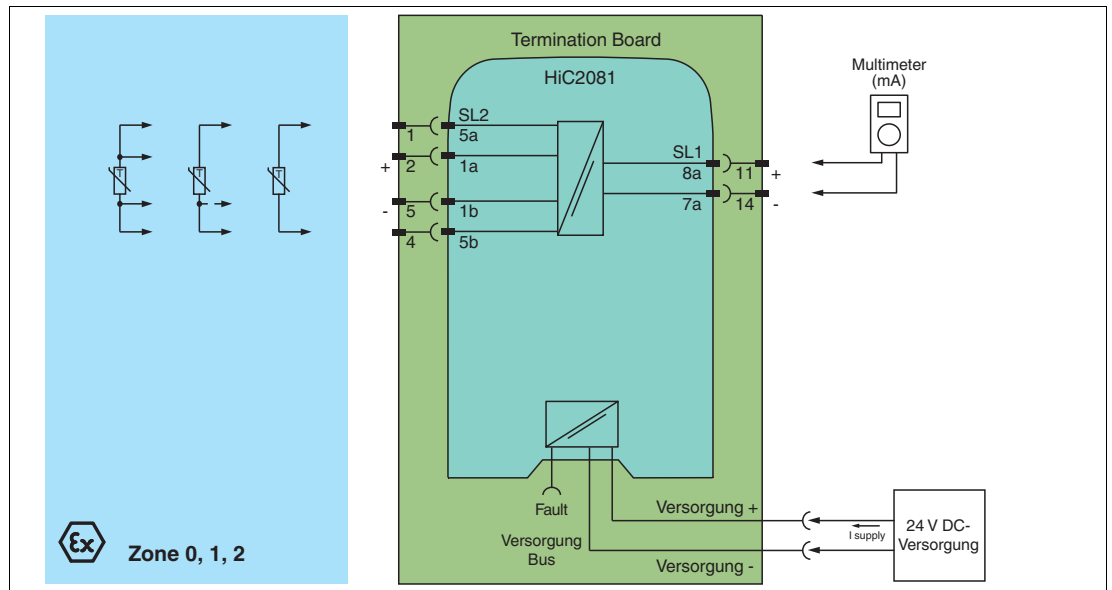 Termination Board
HiC2081
Multimeter
(mA)
T
T
T
SL2
1
5a
+
2
1a
-
5
1b
4
5b
SL1
8a
11
+
7a
14
-
Fault
Versorgung
Bus
Versorgung +
Versorgung -
I supply
24 V DC-
Versorgung
Ex
Zone 0, 1, 2